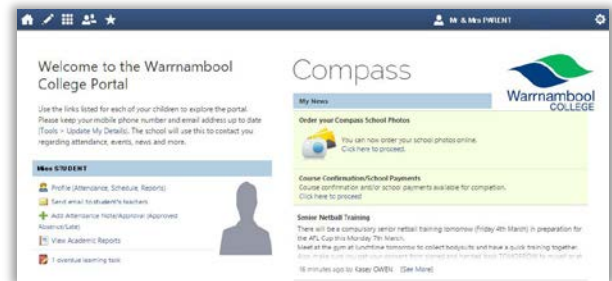 Mr & Mrs PARENT
Welcome to the Warrnambool
College Portal
Use the links listed for each of your children to explore the portal.
Please keep your mobile phone number and email address up to date
(Tools > Update My Details). The school will use this to contact you
regarding attendance, events, news and more.
Miss STUDENT
Profile (Attendance, Schedule, Reports)
Send email to student's teachers
Add Attendance Note/Approval (Approved
Absence/Late)
View Academic Reports
1 overdue learning task
Compass
Warrnambool
COLLEGE
My News
Order your Compass School Photos
You can now order your school photos online.
Click here to proceed.
Course Confirmation/School Payments
Course confirmation and/or school payments available for completion.
Click here to proceed
Senior Netball Training
There will be a compulsory senior netball training tomorrow (Friday 4th March) in preparation for
the AFL Cup this Monday 7th March.
Meet at the gym at lunchtime tomorrow to collect bodysuits and have a quick training together.
16 minutes ago by Kasey OWEN (See More)